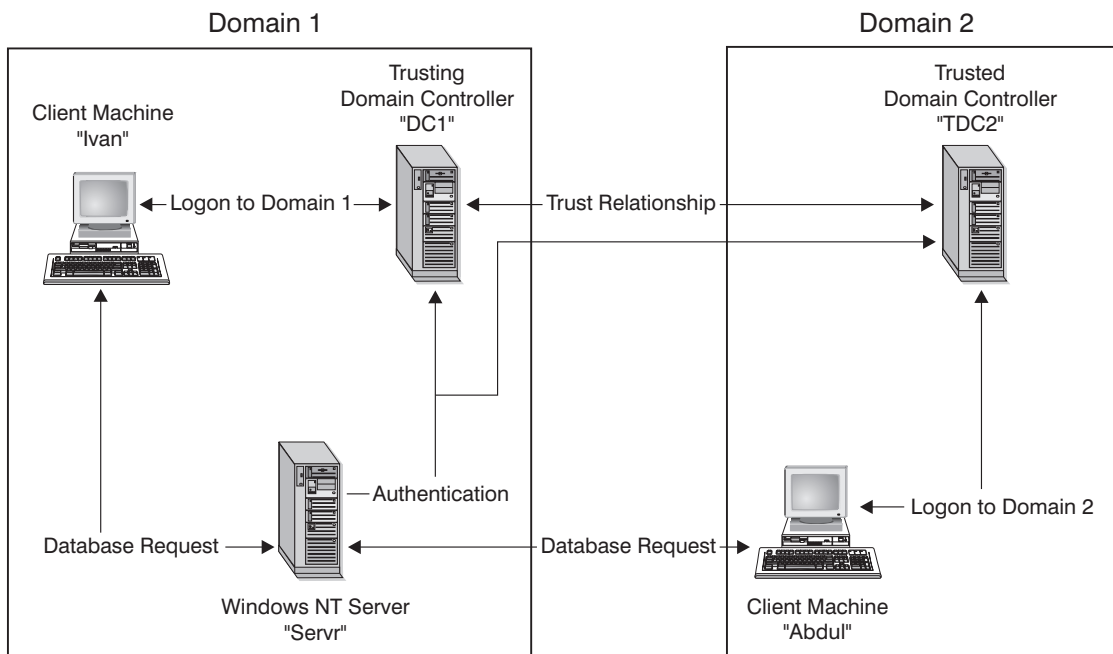 Domain 1
Domain 2
Client Machine
"Ivan"
Trusting
Domain Controller
"DC1"
Trusted
Domain Controller
"TDC2"
Logon to Domain 1
Trust Relationship
Authentication
Logon to Domain 2
Database Request
Database Request
Windows NT Server
"Servr"
Client Machine
"Abdul"